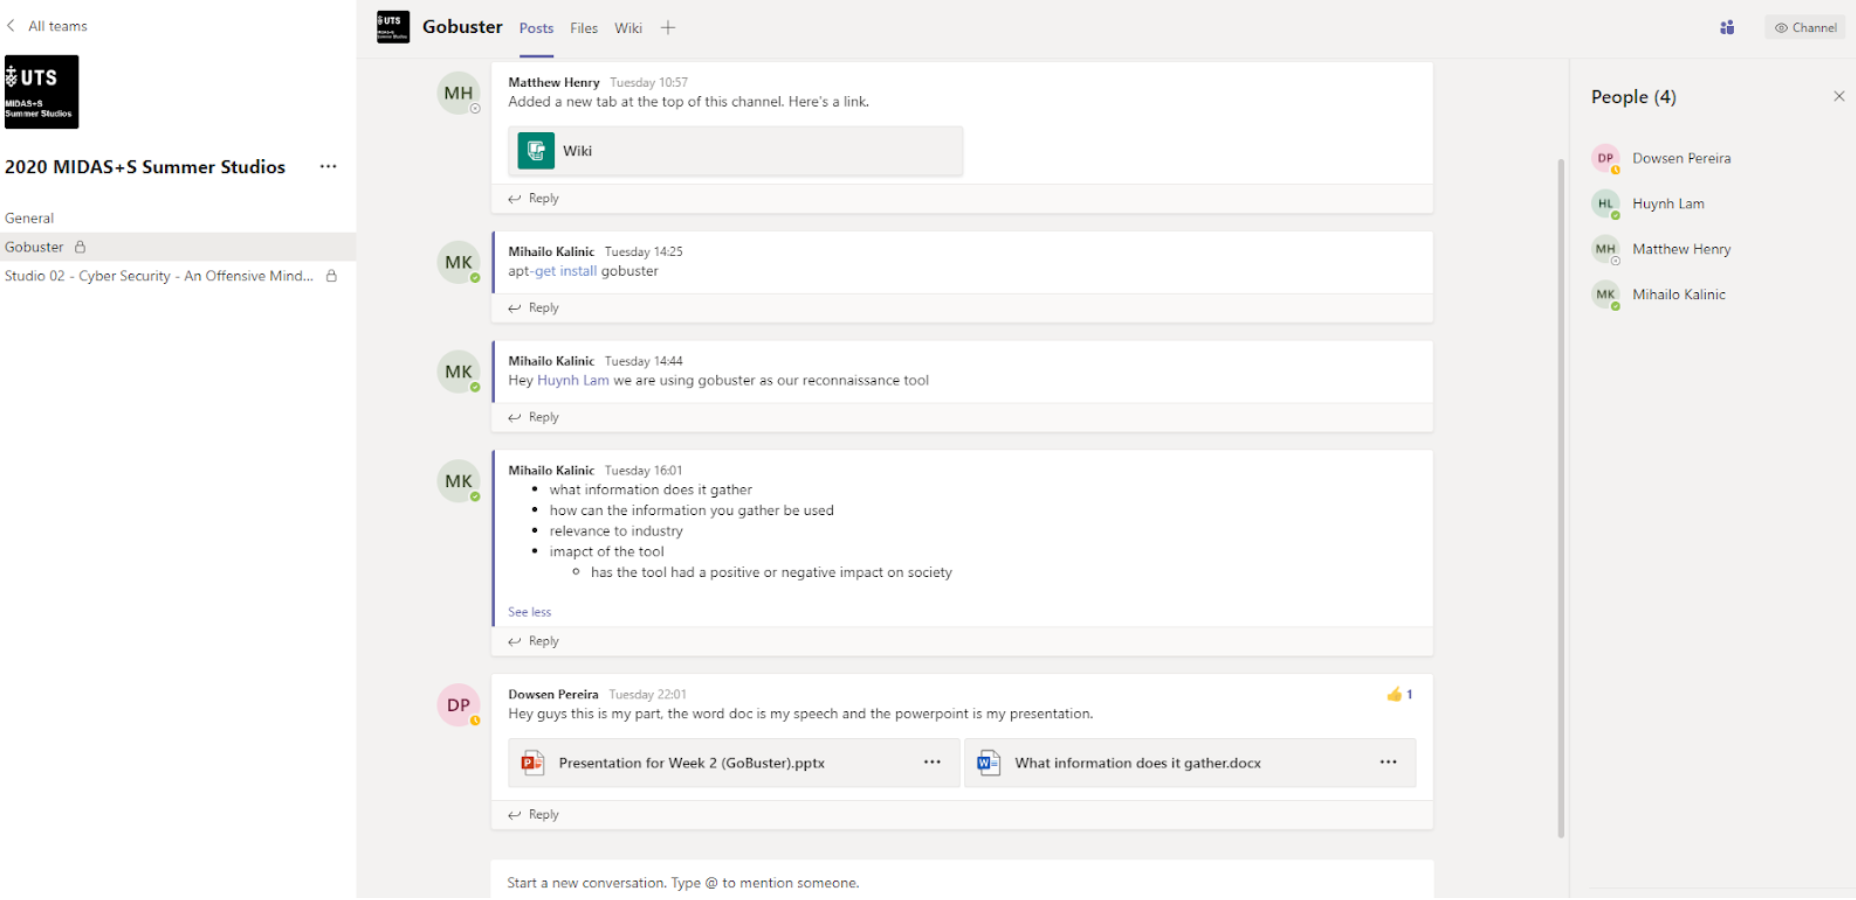 All teams
UTS
MIDAS+S
Summer Studios
2020 MIDAS+S Summer Studios
General
Gobuster
Studio 02 - Cyber Security - An Offensive Mind...
UTS
Gobuster Posts Files Wiki
Channel
MH
Matthew Henry Tuesday 10:57
Added a new tab at the top of this channel. Here's a link.
Wiki
Reply
MK
Mihailo Kalinic Tuesday 14:25
apt-get install gobuster
Reply
MK
Mihailo Kalinic Tuesday 14:44
Hey Huynh Lam we are using gobuster as our reconnaissance tool
Reply
MK
Mihailo Kalinic Tuesday 16:01
• what information does it gather
• how can the information you gather be used
• relevance to industry
• imapct of the tool
○ has the tool had a positive or negative impact on society
See less
Reply
DP
Dowsen Pereira Tuesday 22:01
👍 1
Hey guys this is my part, the word doc is my speech and the powerpoint is my presentation.
Presentation for Week 2 (GoBuster).pptx ...
What information does it gather.docx ...
Reply
Start a new conversation. Type @ to mention someone.
People (4)
DP Dowsen Pereira
HL Huynh Lam
MH Matthew Henry
MK Mihailo Kalinic